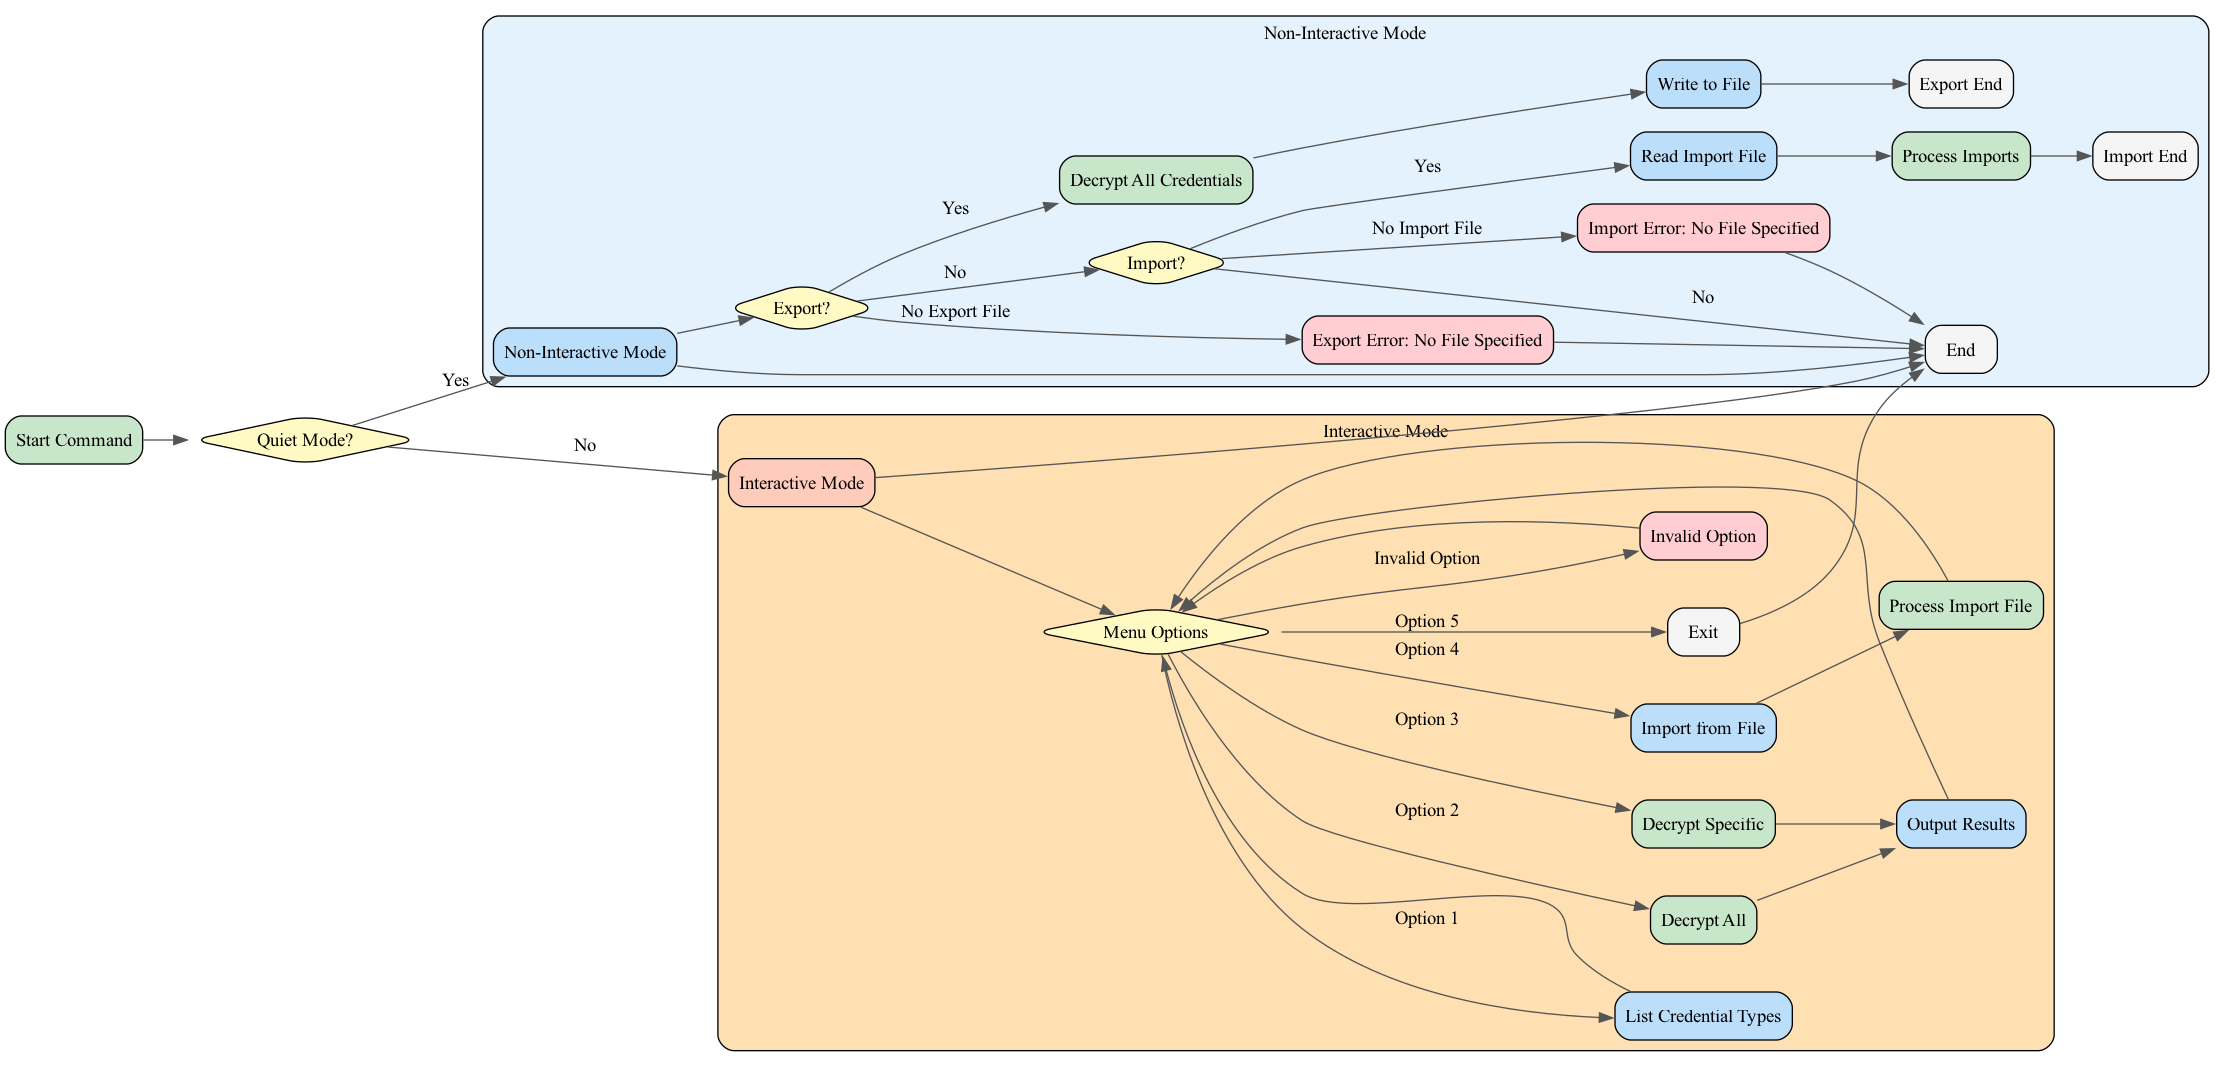 Non-Interactive Mode
Write to File
Export End
Yes
Read Import File
Process Imports
Import End
Decrypt All Credentials
Yes
No Import File
Import Error: No File Specified
Import?
No
No
Export?
No Export File
Export Error: No File Specified
End
Non-Interactive Mode
Yes
Start Command
Quiet Mode?
No
Interactive Mode
Interactive Mode
Invalid Option
Invalid Option
Process Import File
Menu Options
Option 5
Exit
Option 4
Import from File
Option 3
Decrypt Specific
Output Results
Option 2
Decrypt All
Option 1
List Credential Types